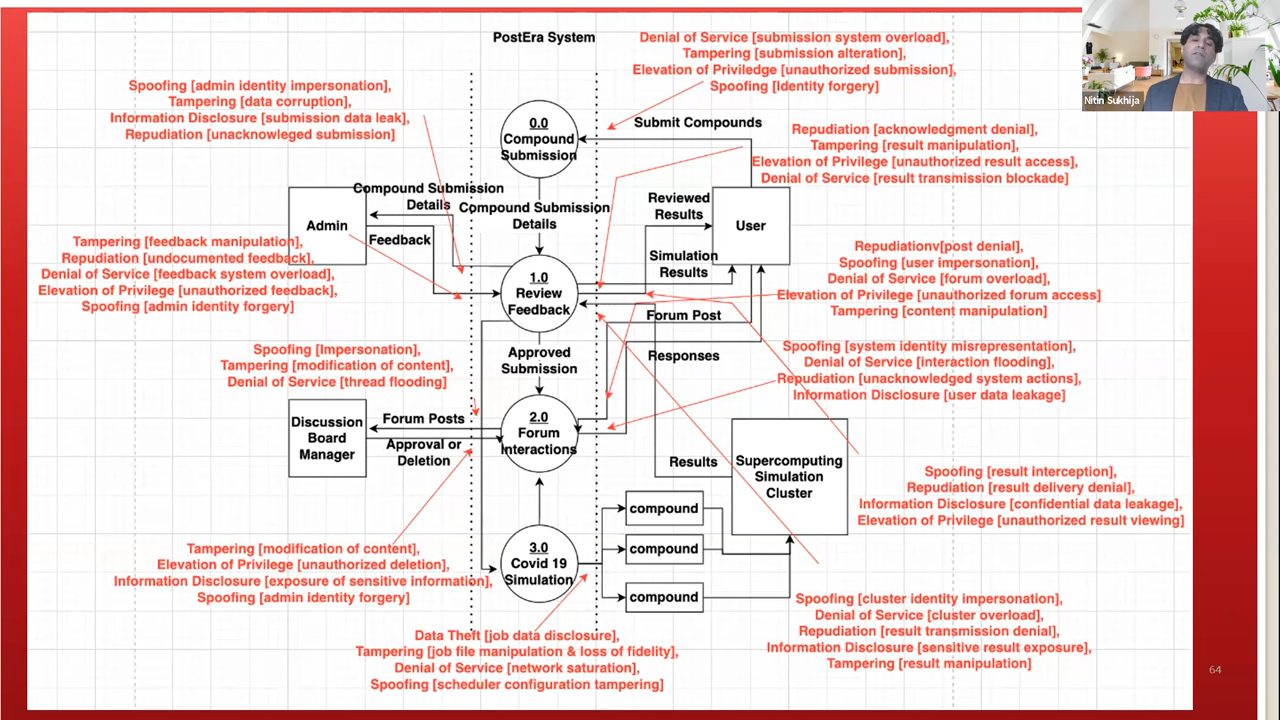 PostEra System
Denial of Service [submission system overload],
Tampering [submission alteration],
Elevation of Priviledge [unauthorized submission],
Spoofing [Identity forgery]
Nitin Sukhija
Spoofing [admin identity impersonation],
Tampering [data corruption],
Information Disclosure [submission data leak],
Repudiation [unacknowleged submission]
0.0
Compound
Submission
Submit Compounds
Repudiation [acknowledgment denial],
Tampering [result manipulation],
Elevation of Privilege [unauthorized result access],
Denial of Service [result transmission blockade]
Compound Submission
Details
Compound Submission
Details
Admin
Feedback
Reviewed
Results
User
Simulation
Results
Tampering [feedback manipulation],
Repudiation [undocumented feedback],
Denial of Service [feedback system overload],
Elevation of Privilege [unauthorized feedback],
Spoofing [admin identity forgery]
1.0
Review
Feedback
Repudiationv[post denial],
Spoofing [user impersonation],
Denial of Service [forum overload],
Elevation of Privilege [unauthorized forum access]
Tampering [content manipulation]
Forum Post
Responses
Approved
Submission
Spoofing [Impersonation],
Tampering [modification of content],
Denial of Service [thread flooding]
Spoofing [system identity misrepresentation],
Denial of Service [interaction flooding],
Repudiation [unacknowledged system actions],
Information Disclosure [user data leakage]
Discussion
Board
Manager
Forum Posts
Approval or
Deletion
2.0
Forum
Interactions
Results
Supercomputing
Simulation
Cluster
Spoofing [result interception],
Repudiation [result delivery denial],
Information Disclosure [confidential data leakage],
Elevation of Privilege [unauthorized result viewing]
compound
compound
compound
3.0
Covid 19
Simulation
Tampering [modification of content],
Elevation of Privilege [unauthorized deletion],
Information Disclosure [exposure of sensitive information],
Spoofing [admin identity forgery]
Spoofing [cluster identity impersonation],
Denial of Service [cluster overload],
Repudiation [result transmission denial],
Information Disclosure [sensitive result exposure],
Tampering [result manipulation]
Data Theft [job data disclosure],
Tampering [job file manipulation & loss of fidelity],
Denial of Service [network saturation],
Spoofing [scheduler configuration tampering]
64